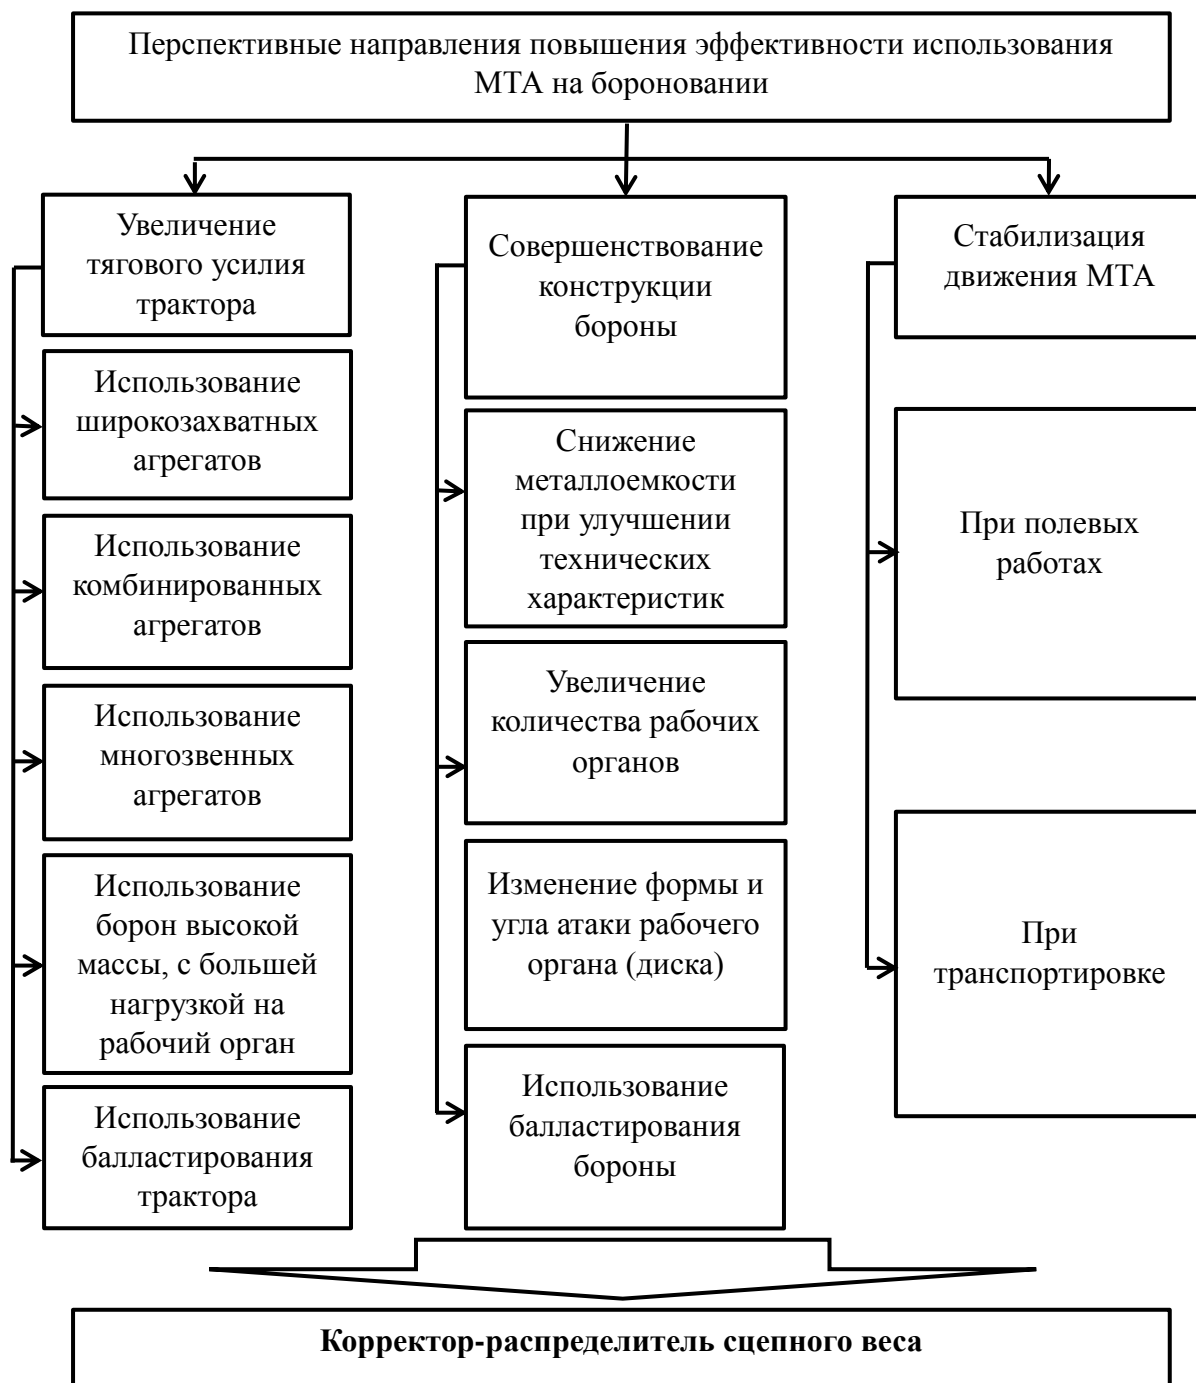 Перспективные направления повышения эффективности использования
МТА на бороновании
Увеличение
тягового усилия
трактора
Использование
широкозахватных
агрегатов
Использование
комбинированных
агрегатов
Использование
многозвенных
агрегатов
Использование
борон высокой
массы, с большей
нагрузкой на
рабочий орган
Использование
балластирования
трактора
Совершенствование
конструкции
бороны
Снижение
металлоемкости
при улучшении
технических
характеристик
Увеличение
количества рабочих
органов
Изменение формы и
угла атаки рабочего
органа (диска)
Использование
балластирования
бороны
Стабилизация
движения МТА
При полевых
работах
При
транспортировке
Корректор-распределитель сцепного веса